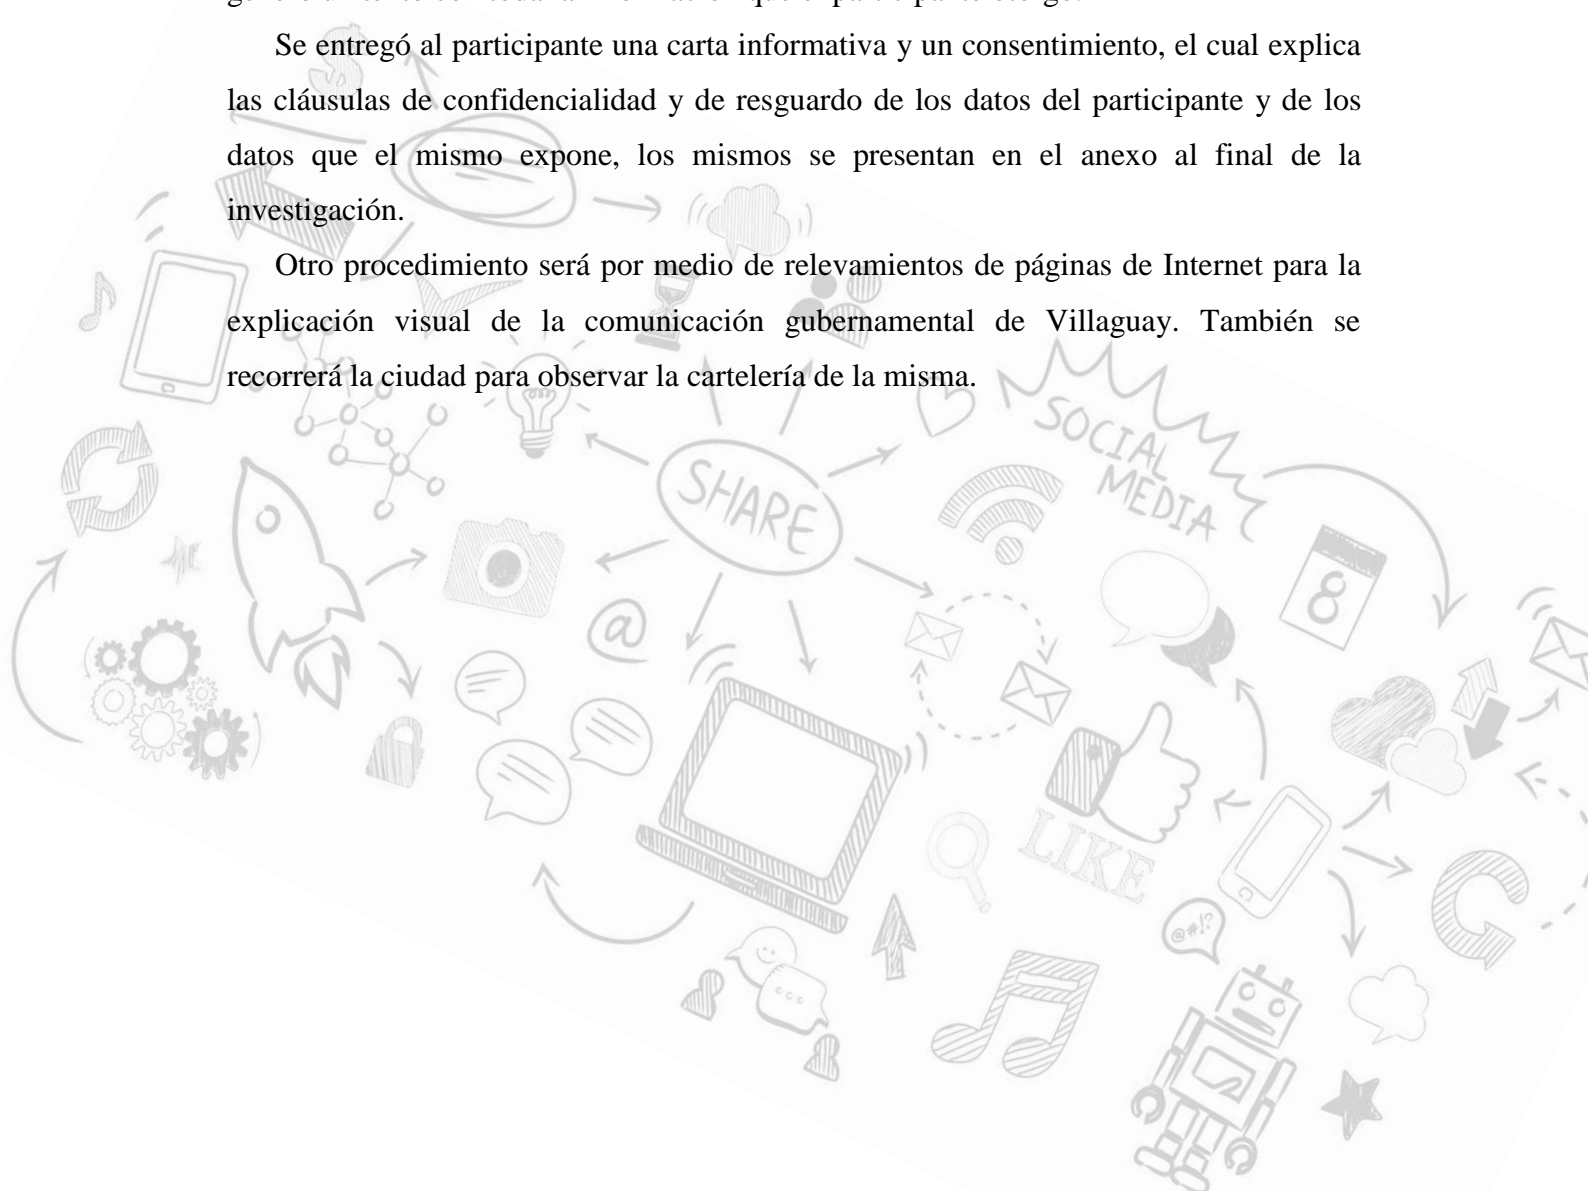 Se entregó al participante una carta informativa y un consentimiento, el cual explica
las cláusulas de confidencialidad y de resguardo de los datos del participante y de los
datos que el mismo expone, los mismos se presentan en el anexo al final de la
investigación.
Otro procedimiento será por medio de relevamientos de páginas de Internet para la
explicación visual de la comunicación gubernamental de Villaguay. También se
recorrerá la ciudad para observar la cartelería de la misma.
SOCIAL
MEDIA
SHARE
8
@
LIKE
@#!?